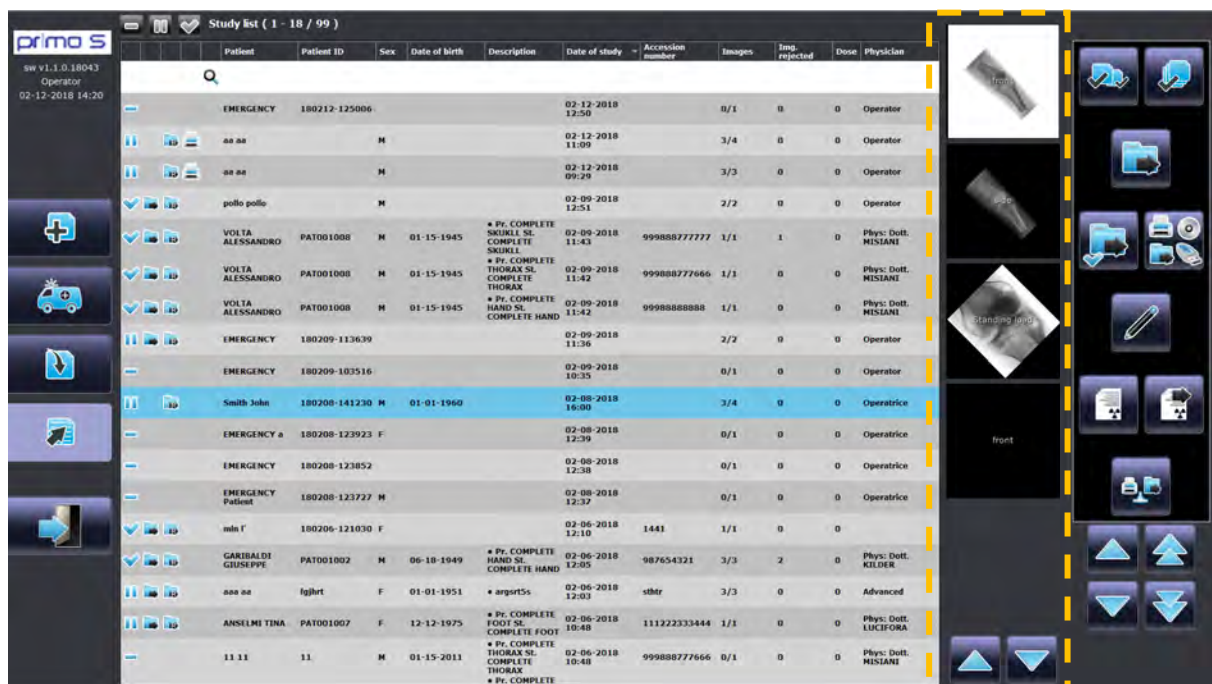 primo S
sw v1.1.0.18043
Operator
02-12-2018 14:20
Study list ( 1 - 18 / 99 )
Patient Patient ID Sex Date of birth Description Date of study Accession number Images Img. rejected Dose Physician
EMERGENCY 180212-125006 02-12-2018 12:50 0/1 0 0 Operator
aa aa M 02-12-2018 11:09 3/4 0 0 Operator
aa aa M 02-12-2018 09:29 3/3 0 0 Operator
pollo pollo M 02-09-2018 12:51 2/2 0 0 Operator
VOLTA ALESSANDRO PAT001008 M 01-15-1945 • Pr. COMPLETE SKUKLL St. COMPLETE SKUKLL 02-09-2018 11:43 999888777777 1/1 1 0 Phys: Dott. MISIANI
VOLTA ALESSANDRO PAT001008 M 01-15-1945 • Pr. COMPLETE THORAX St. COMPLETE THORAX 02-09-2018 11:42 999888777666 1/1 0 0 Phys: Dott. MISIANI
VOLTA ALESSANDRO PAT001008 M 01-15-1945 • Pr. COMPLETE HAND St. COMPLETE HAND 02-09-2018 11:42 99988888888 1/1 0 0 Phys: Dott. MISIANI
EMERGENCY 180209-113639 02-09-2018 11:36 2/2 0 0 Operator
EMERGENCY 180209-103516 02-09-2018 10:35 0/1 0 0 Operator
Smith John 180208-141230 M 01-01-1960 02-08-2018 16:00 3/4 0 0 Operatrice
EMERGENCY a 180208-123923 F 02-08-2018 12:39 0/1 0 0 Operatrice
EMERGENCY 180208-123852 02-08-2018 12:38 0/1 0 0 Operatrice
EMERGENCY Patient 180208-123727 M 02-08-2018 12:37 0/1 0 0 Operatrice
180206-121030 F 02-06-2018 12:10 1441 1/1 0 0
GARIBALDI GIUSEPPE PAT001002 M 06-18-1949 • Pr. COMPLETE HAND St. COMPLETE HAND 02-06-2018 12:05 987654321 3/3 2 0 Phys: Dott. KILDER
aaa aa fgjhrt F 01-01-1951 • argsrt5s 02-06-2018 12:03 sthtr 3/3 0 0 Advanced
ANSELMI TINA PAT001007 F 12-12-1975 • Pr. COMPLETE FOOT St. COMPLETE FOOT 02-06-2018 10:48 111222333444 1/1 0 0 Phys: Dott. LUCIFORA
11 11 11 M 01-15-2011 • Pr. COMPLETE THORAX St. COMPLETE THORAX • Pr. COMPLETE 02-06-2018 10:48 999888777666 0/1 0 0 Phys: Dott. MISIANI
front
side
Standing load
front